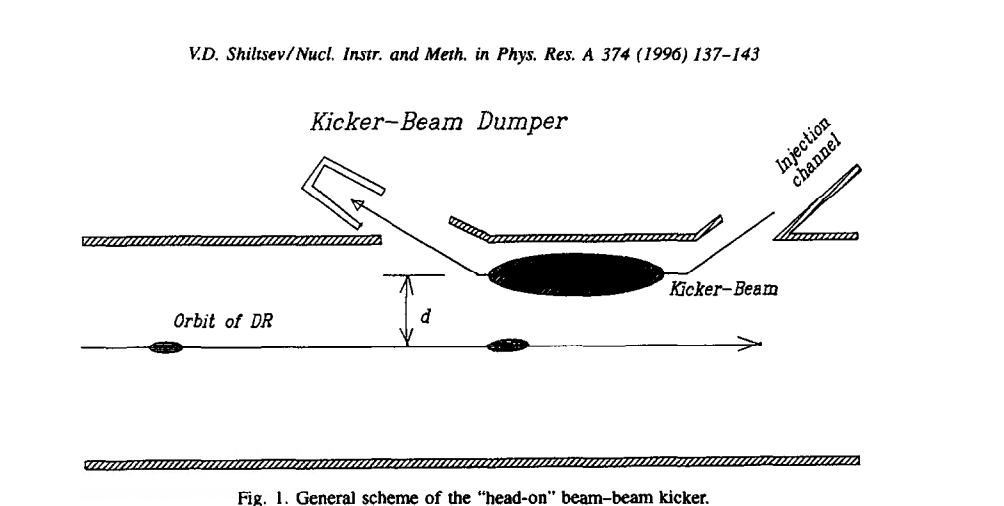 V.D. Shiltsev/Nucl. Instr. and Meth. in Phys. Res. A 374 (1996) 137–143
Kicker–Beam Dumper
Injection
channel
Kicker–Beam
Orbit of DR
d
Fig. 1. General scheme of the "head-on" beam–beam kicker.